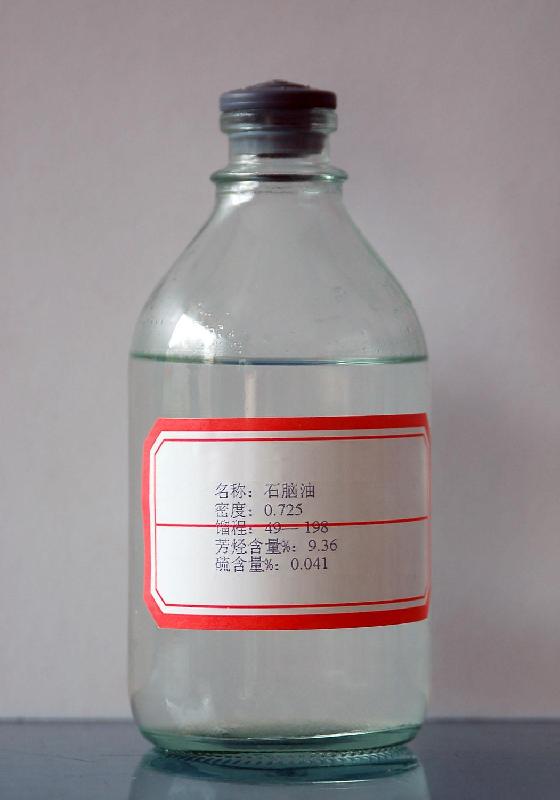 名称：石脑油
密度：0.725
馏程：49— 198
芳烃含量%：9.36
硫含量%：0.041